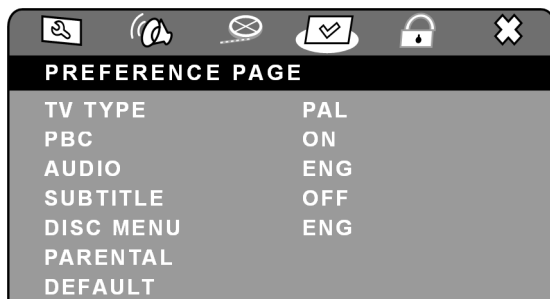 PREFERENCE PAGE
TV TYPE PAL
PBC ON
AUDIO ENG
SUBTITLE OFF
DISC MENU ENG
PARENTAL
DEFAULT